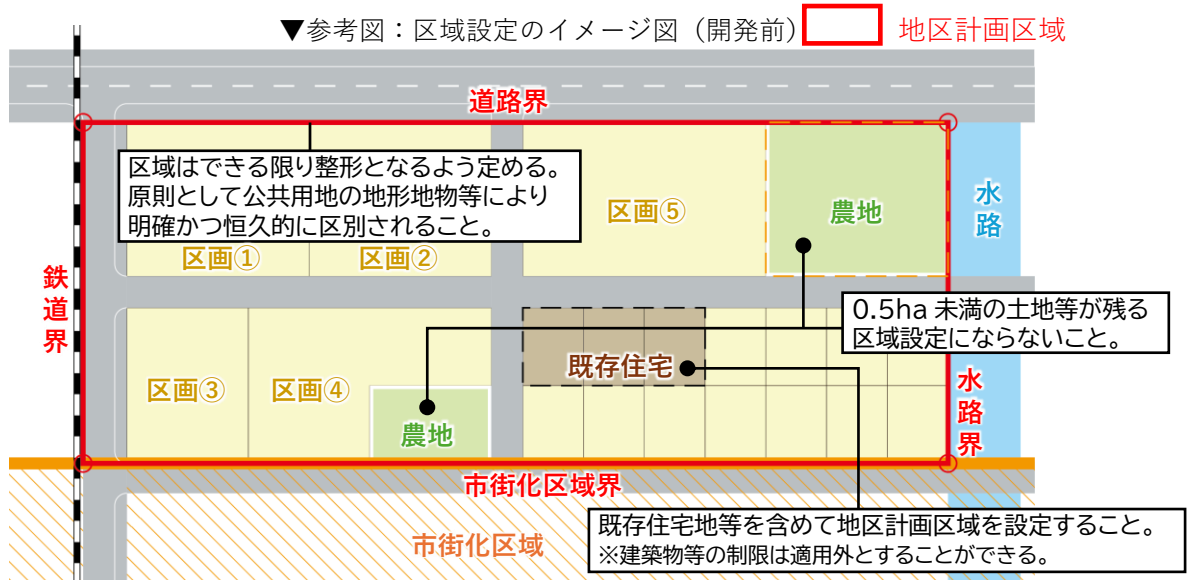 ▼参考図：区域設定のイメージ図（開発前）
地区計画区域
道路界
区域はできる限り整形となるよう定める。
原則として公共用地の地形地物等により
明確かつ恒久的に区別されること。
区画①
区画②
区画⑤
農地
水路
鉄道界
0.5ha 未満の土地等が残る
区域設定にならないこと。
区画③
区画④
農地
既存住宅
水路界
市街化区域界
市街化区域
既存住宅地等を含めて地区計画区域を設定すること。
※建築物等の制限は適用外とすることができる。